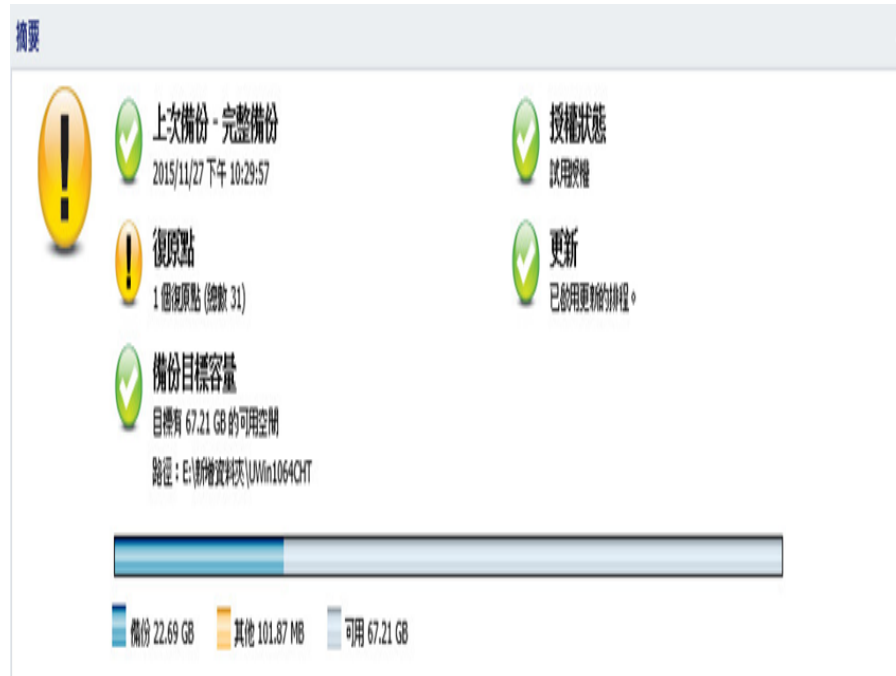 摘要
上次備份 - 完整備份
2015/11/27 下午 10:29:57
授權狀態
試用授權
復原點
1 個復原點 (總數 31)
更新
已啟用更新的排程。
備份目標容量
目標有 67.21 GB 的可用空間
路徑：E:\新增資料夾\UWin1064CHT
備份 22.69 GB
其他 101.87 MB
可用 67.21 GB